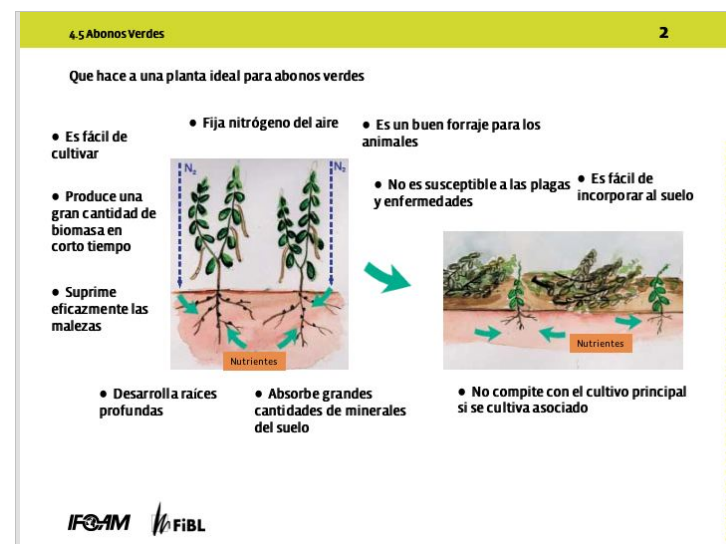 4.5 Abonos Verdes
2
Que hace a una planta ideal para abonos verdes
● Es fácil de
cultivar
● Produce una
gran cantidad de
biomasa en
corto tiempo
● Suprime
eficazmente las
malezas
● Fija nitrógeno del aire
● Es un buen forraje para los
animales
● No es susceptible a las plagas
y enfermedades
● Es fácil de
incorporar al suelo
N₂
N₂
Nutrientes
Nutrientes
● Desarrolla raíces
profundas
● Absorbe grandes
cantidades de minerales
del suelo
● No compite con el cultivo principal
si se cultiva asociado
IFOAM
FiBL